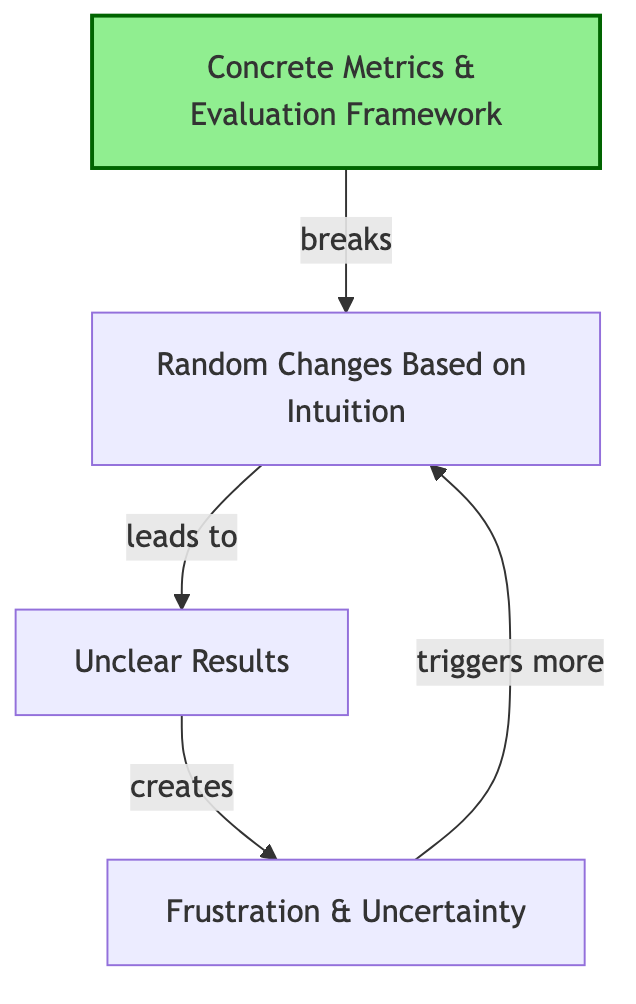 Concrete Metrics &
Evaluation Framework
breaks
Random Changes Based on
Intuition
leads to
Unclear Results
triggers more
creates
Frustration & Uncertainty